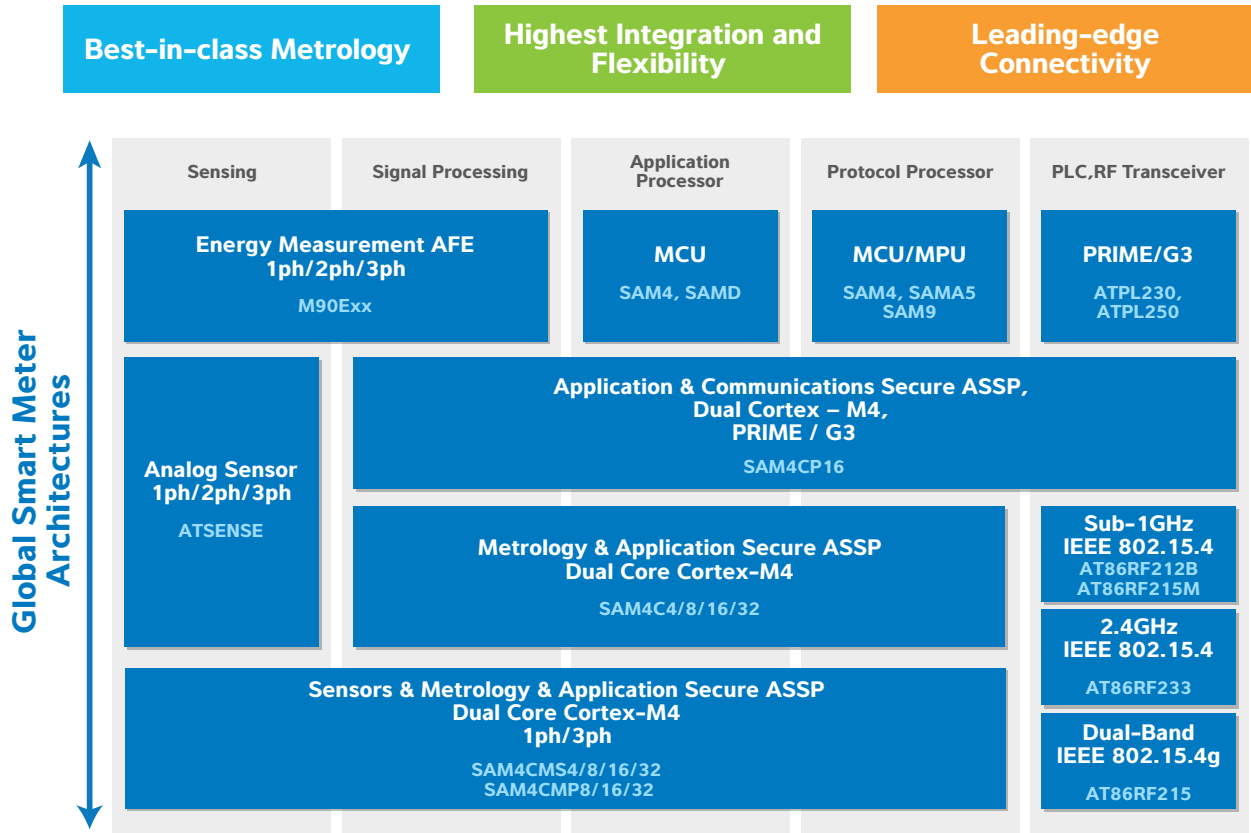 Best-in-class Metrology
Highest Integration and
Flexibility
Leading-edge
Connectivity
Global Smart Meter
Architectures
Sensing
Signal Processing
Application
Processor
Protocol Processor
PLC,RF Transceiver
Energy Measurement AFE
1ph/2ph/3ph
M90Exx
MCU
SAM4, SAMD
MCU/MPU
SAM4, SAMA5
SAM9
PRIME/G3
ATPL230,
ATPL250
Analog Sensor
1ph/2ph/3ph
ATSENSE
Application & Communications Secure ASSP,
Dual Cortex – M4,
PRIME / G3
SAM4CP16
Metrology & Application Secure ASSP
Dual Core Cortex-M4
SAM4C4/8/16/32
Sub-1GHz
IEEE 802.15.4
AT86RF212B
AT86RF215M
2.4GHz
IEEE 802.15.4
AT86RF233
Sensors & Metrology & Application Secure ASSP
Dual Core Cortex-M4
1ph/3ph
SAM4CMS4/8/16/32
SAM4CMP8/16/32
Dual-Band
IEEE 802.15.4g
AT86RF215